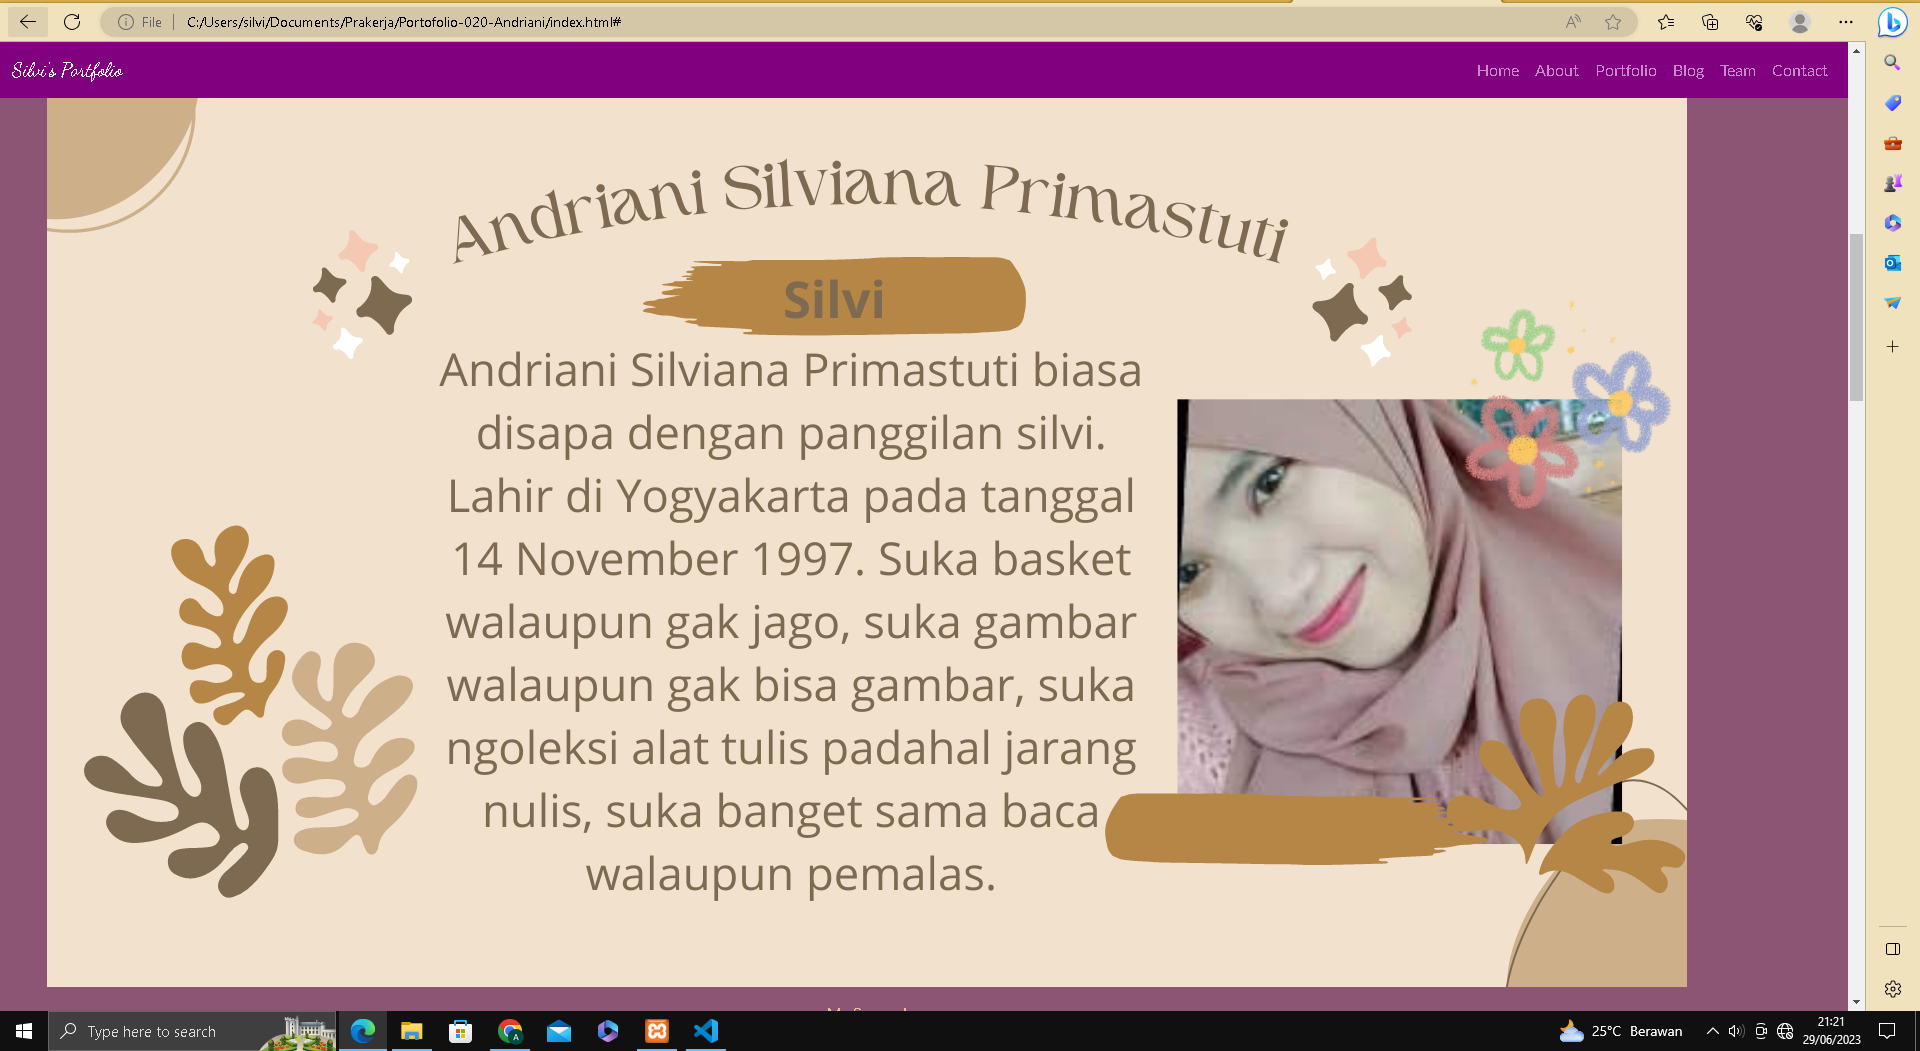 File
C:/Users/silvi/Documents/Prakerja/Portofolio-020-Andriani/index.html#
Silvi's Portfolio
Home About Portfolio Blog Team Contact
Andriani Silviana Primastuti
Silvi
Andriani Silviana Primastuti biasa
disapa dengan panggilan silvi.
Lahir di Yogyakarta pada tanggal
14 November 1997. Suka basket
walaupun gak jago, suka gambar
walaupun gak bisa gambar, suka
ngoleksi alat tulis padahal jarang
nulis, suka banget sama baca
walaupun pemalas.
Type here to search
25°C Berawan
21:21
29/06/2023